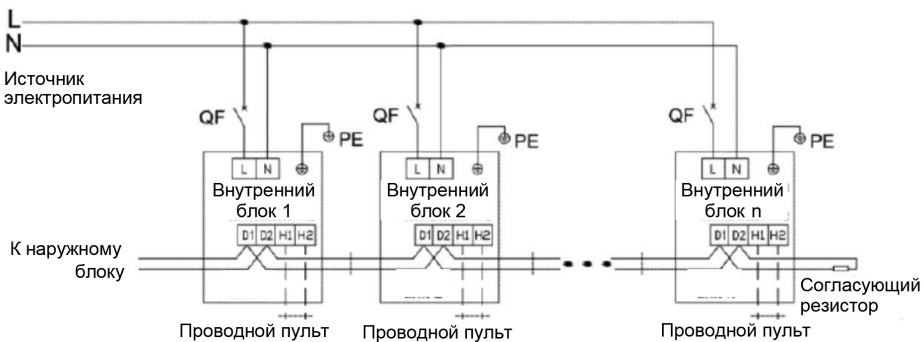 L
N
Источник
электропитания
QF
PE
QF
PE
QF
PE
L N
L N
L N
Внутренний
блок 1
Внутренний
блок 2
Внутренний
блок n
D1 D2 H1 H2
D1 D2 H1 H2
D1 D2 H1 H2
К наружному
блоку
Согласующий
резистор
Проводной пульт
Проводной пульт
Проводной пульт